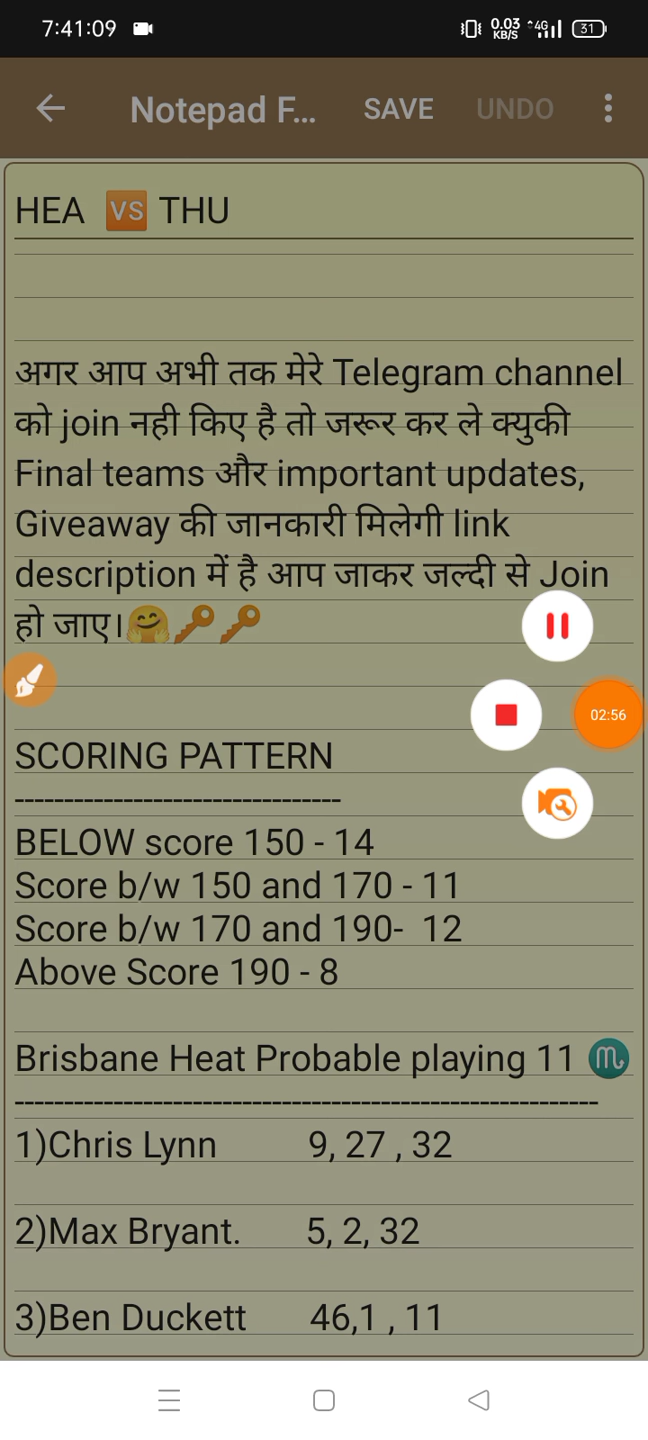 7:41:09 0.03 KB/S 4G 31
Notepad F... SAVE UNDO
HEA VS THU
अगर आप अभी तक मेरे Telegram channel
को join नही किए है तो जरूर कर ले क्युकी
Final teams और important updates,
Giveaway की जानकारी मिलेगी link
description में है आप जाकर जल्दी से Join
हो जाए।🤗🔑🔑
02:56
SCORING PATTERN
---------------------------------
BELOW score 150 - 14
Score b/w 150 and 170 - 11
Score b/w 170 and 190-  12
Above Score 190 - 8
Brisbane Heat Probable playing 11 ♏
-----------------------------------------------------------
1)Chris Lynn 9, 27 , 32
2)Max Bryant. 5, 2, 32
3)Ben Duckett 46,1 , 11